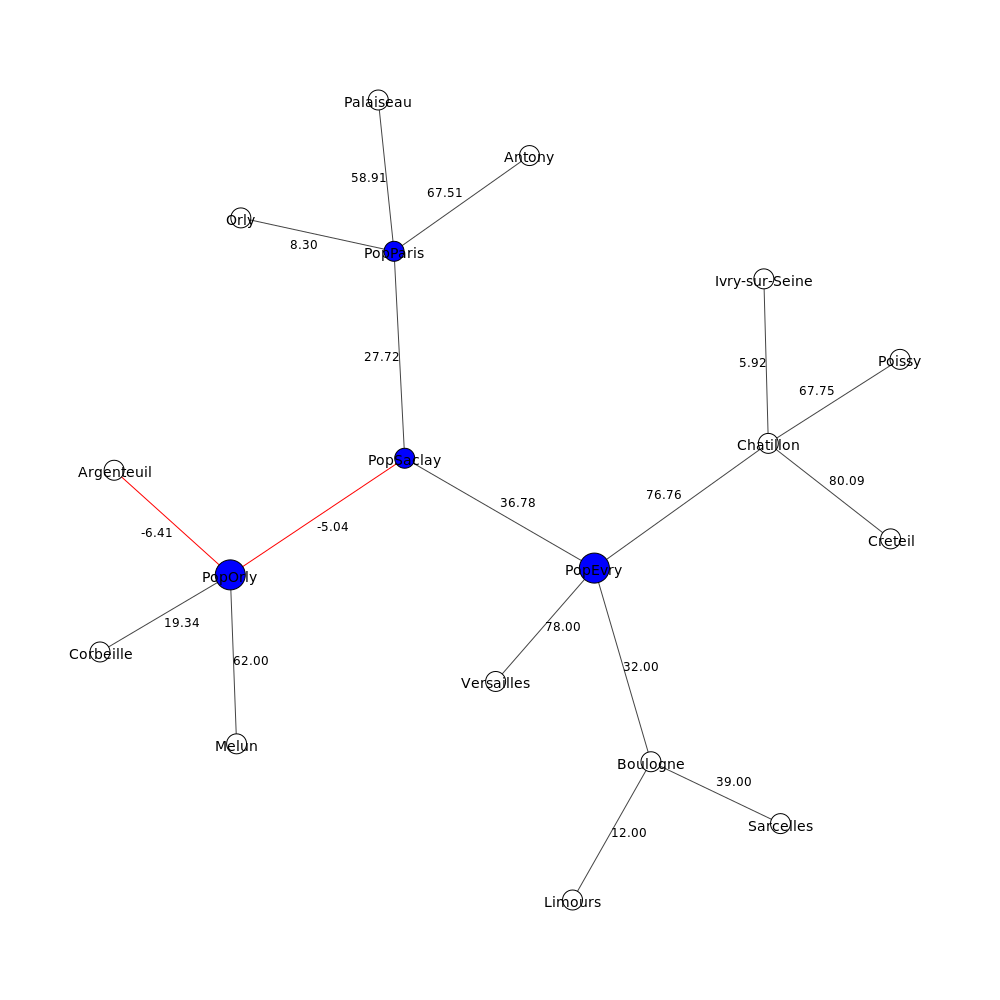 Palaiseau
Antony
58.91
67.51
Orly
8.30
PopParis
Ivry-sur-Seine
27.72
Poissy
5.92
67.75
Chatillon
PopSaclay
Argenteuil
80.09
76.76
36.78
-5.04
-6.41
Creteil
PopEvry
PopOrly
19.34
78.00
Corbeille
62.00
32.00
Versailles
Melun
Boulogne
39.00
Sarcelles
12.00
Limours